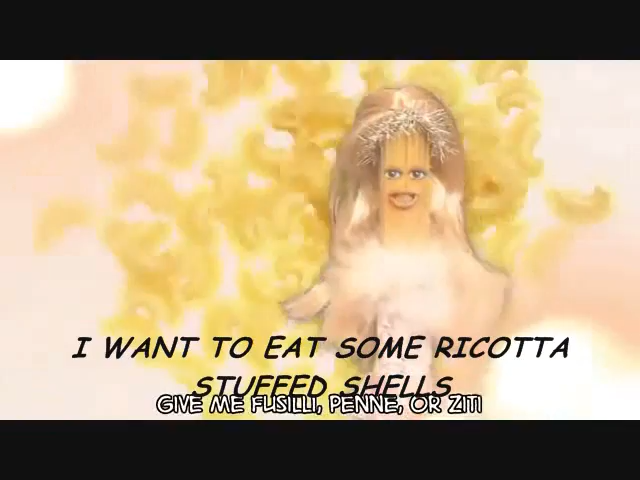 I WANT TO EAT SOME RICOTTA
STUFFED SHELLS
GIVE ME FUSILLI, PENNE, OR ZITI